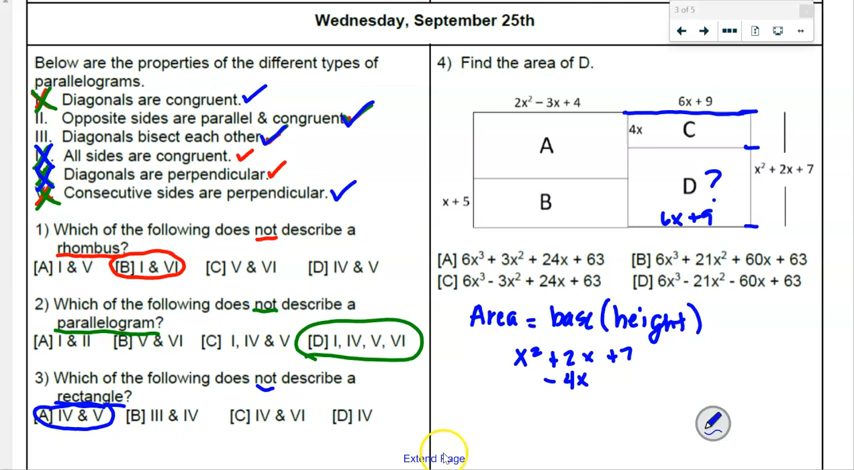 Wednesday, September 25th
3 of 5
Below are the properties of the different types of
parallelograms.
Diagonals are congruent.
II. Opposite sides are parallel & congruent
III. Diagonals bisect each other
All sides are congruent.
Diagonals are perpendicular.
Consecutive sides are perpendicular.
1) Which of the following does not describe a
rhombus?
[A] I & V [B] I & VI [C] V & VI [D] IV & V
2) Which of the following does not describe a
parallelogram?
[A] I & II [B] V & VI [C] I, IV & V [D] I, IV, V, VI
3) Which of the following does not describe a
rectangle?
[A] IV & V [B] III & IV [C] IV & VI [D] IV
4) Find the area of D.
2x² – 3x + 4 6x + 9
4x C
A
x² + 2x + 7
D ?
x + 5 B
6x + 9
[A] 6x³ + 3x² + 24x + 63 [B] 6x³ + 21x² + 60x + 63
[C] 6x³ - 3x² + 24x + 63 [D] 6x³ - 21x² - 60x + 63
Area = base (height)
x² + 2x + 7
- 4x
Extend Page